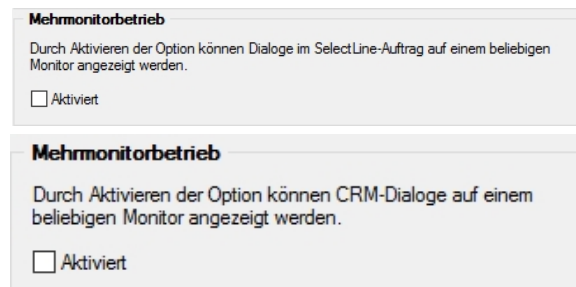 Mehrmonitorbetrieb
Durch Aktivieren der Option können Dialoge im SelectLine-Auftrag auf einem beliebigen
Monitor angezeigt werden.
Aktiviert
Mehrmonitorbetrieb
Durch Aktivieren der Option können CRM-Dialoge auf einem
beliebigen Monitor angezeigt werden.
Aktiviert